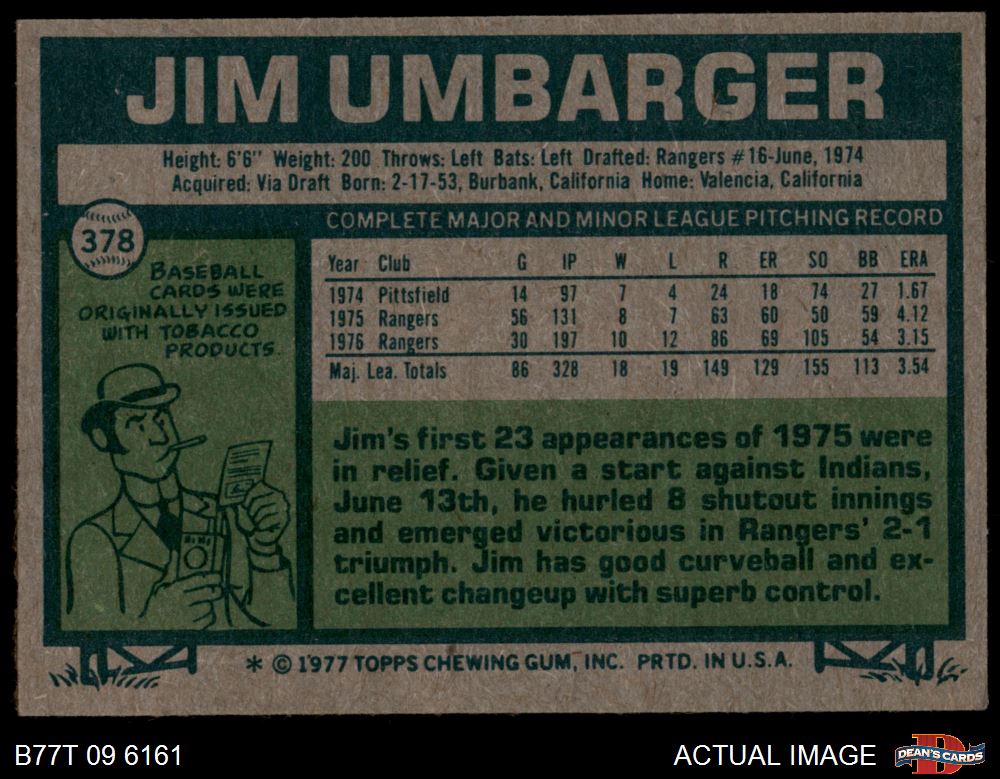 JIM UMBARGER
Height: 6'6" Weight: 200 Throws: Left Bats: Left Drafted: Rangers #16-June, 1974
Acquired: Via Draft Born: 2-17-53, Burbank, California Home: Valencia, California
378
BASEBALL
CARDS WERE
ORIGINALLY ISSUED
WITH TOBACCO
PRODUCTS.
COMPLETE MAJOR AND MINOR LEAGUE PITCHING RECORD
Year Club G IP W L R ER SO BB ERA
1974 Pittsfield 14 97 7 4 24 18 74 27 1.67
1975 Rangers 56 131 8 7 63 60 50 59 4.12
1976 Rangers 30 197 10 12 86 69 105 54 3.15
Maj. Lea. Totals 86 328 18 19 149 129 155 113 3.54
Jim's first 23 appearances of 1975 were
in relief. Given a start against Indians,
June 13th, he hurled 8 shutout innings
and emerged victorious in Rangers' 2-1
triumph. Jim has good curveball and ex-
cellent changeup with superb control.
* © 1977 TOPPS CHEWING GUM, INC. PRTD. IN U.S.A.
B77T 09 6161
ACTUAL IMAGE
D
DEAN'S CARDS